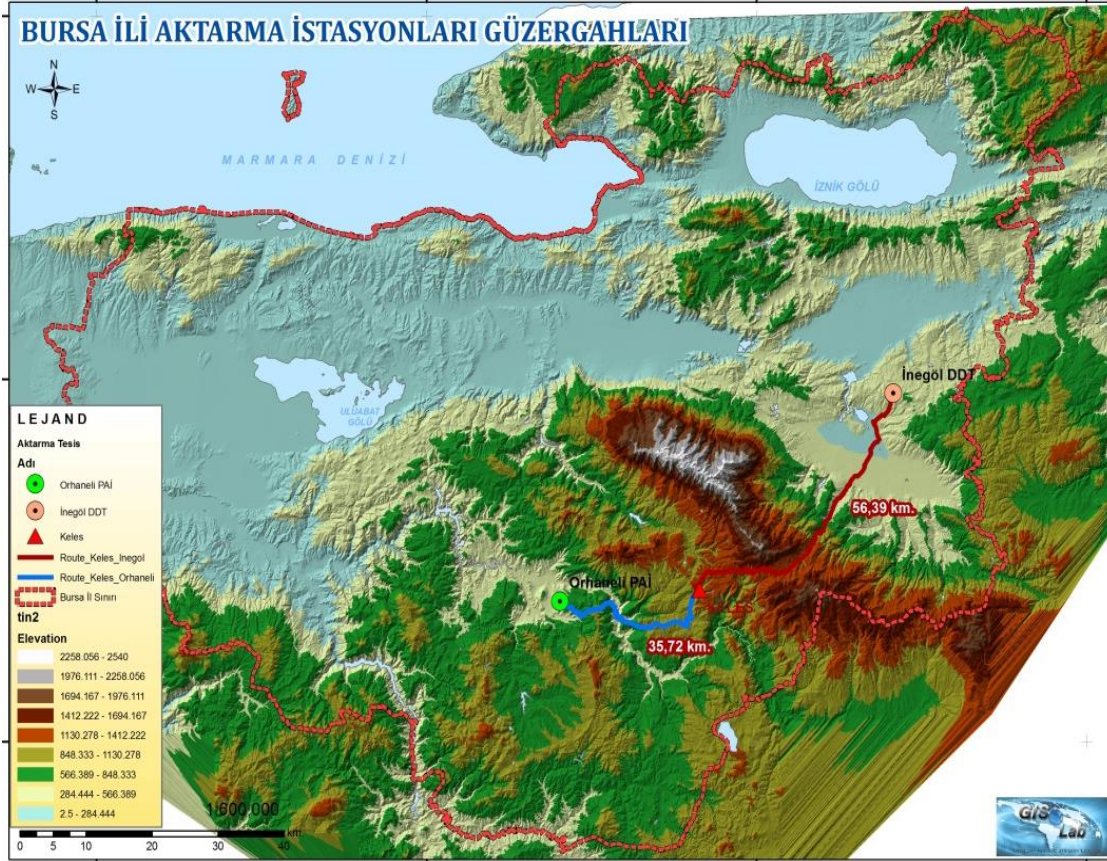 BURSA İLİ AKTARMA İSTASYONLARI GÜZERGAHLARI
N
W E
S
MARMARA DENİZİ
İZNİK GÖLÜ
ULUABAT
GÖLÜ
İnegöl DDT
56,39 km.
Orhaneli PAİ
KELES
35,72 km.
LEJAND
Aktarma Tesis
Adı
Orhaneli PAİ
İnegöl DDT
Keles
Route_Keles_Inegol
Route_Keles_Orhaneli
Bursa İl Sınırı
tin2
Elevation
2258.056 - 2540
1976.111 - 2258.056
1694.167 - 1976.111
1412.222 - 1694.167
1130.278 - 1412.222
848.333 - 1130.278
566.389 - 848.333
284.444 - 566.389
2.5 - 284.444
1:600.000
km
0 5 10 20 30 40
GIS
Lab